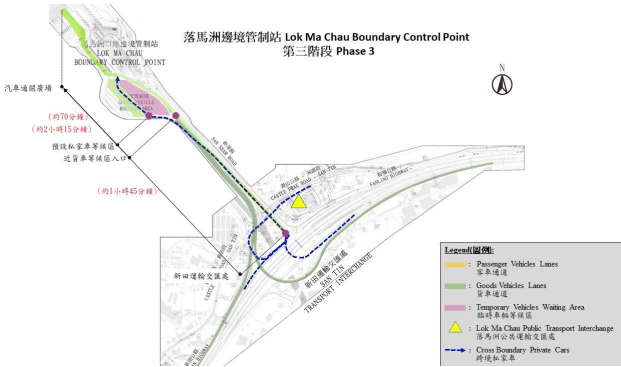 落馬洲邊境管制站 Lok Ma Chau Boundary Control Point
第三階段 Phase 3
落馬洲口岸邊境管制站
LOK MA CHAU
BOUNDARY CONTROL POINT
N
汽車通關廣場
(約70分鐘)
(約2小時15分鐘)
預設私家車等候區
近貨車等候區入口
(約1小時45分鐘)
SAN SHAM ROAD
CASTLE PEAK ROAD - SAN TIN
FANLING HIGHWAY
新田運輸交匯處
新田運輸交匯處
SAN TIN
TRANSPORT INTERCHANGE
Legend(圖例):
: Passenger Vehicles Lanes
客車通道
: Goods Vehicles Lanes
貨車通道
: Temporary Vehicles Waiting Area
臨時車輛等候區
: Lok Ma Chau Public Transport Interchange
落馬洲公共運輸交匯處
: Cross Boundary Private Cars
跨境私家車